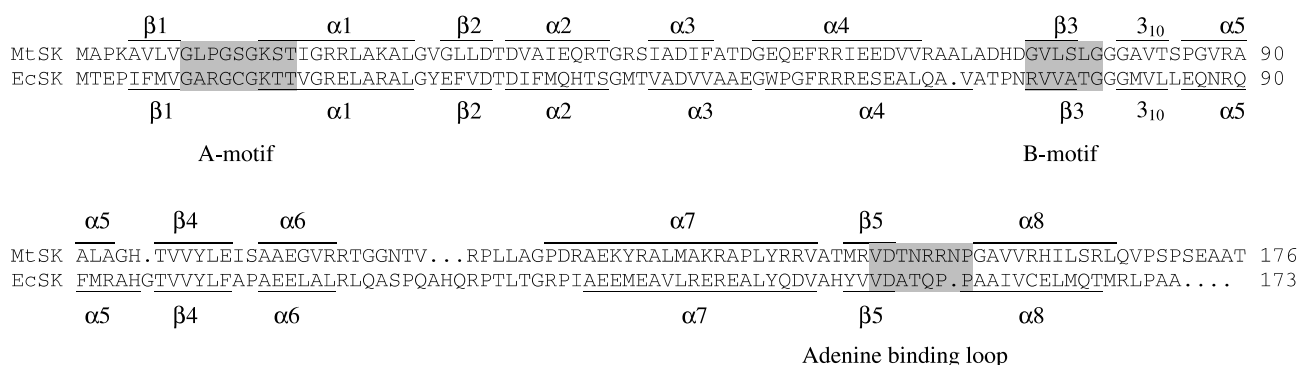 β1 α1 β2 α2 α3 α4 β3 3₁₀ α5
MtSK MAPKAVLVGLPGSGKSTIGRRLAKALGVGLLDTDVAIEQRTGRSIADIFATDGEQEFRRIEEDVVRAALADHDGVLSLGGGAVTSPGVRA 90
EcSK MTEPIFMVGARGCGKTTVGRELARALGYEFVDTDIFMQHTSGMTVADVVAAEGWPGFRRRESEALQA.VATPNRVVATGGGMVLLEQNRQ 90
β1 α1 β2 α2 α3 α4 β3 3₁₀ α5
A-motif B-motif
α5 β4 α6 α7 β5 α8
MtSK ALAGH.TVVYLEISAAEGVRRTGGNTV...RPLLAGPDRAEKYRALMAKRAPLYRRVATMRVDTNRRNPGAVVRHILSRLQVPSPSEAAT 176
EcSK FMRAHGTVVYLFAPAEELALRLQASPQAHQRPTLTGRPIAEEMEAVLREREALYQDVAHYVVDATQP.PAAIVCELMQTMRLPAA.... 173
α5 β4 α6 α7 β5 α8
Adenine binding loop